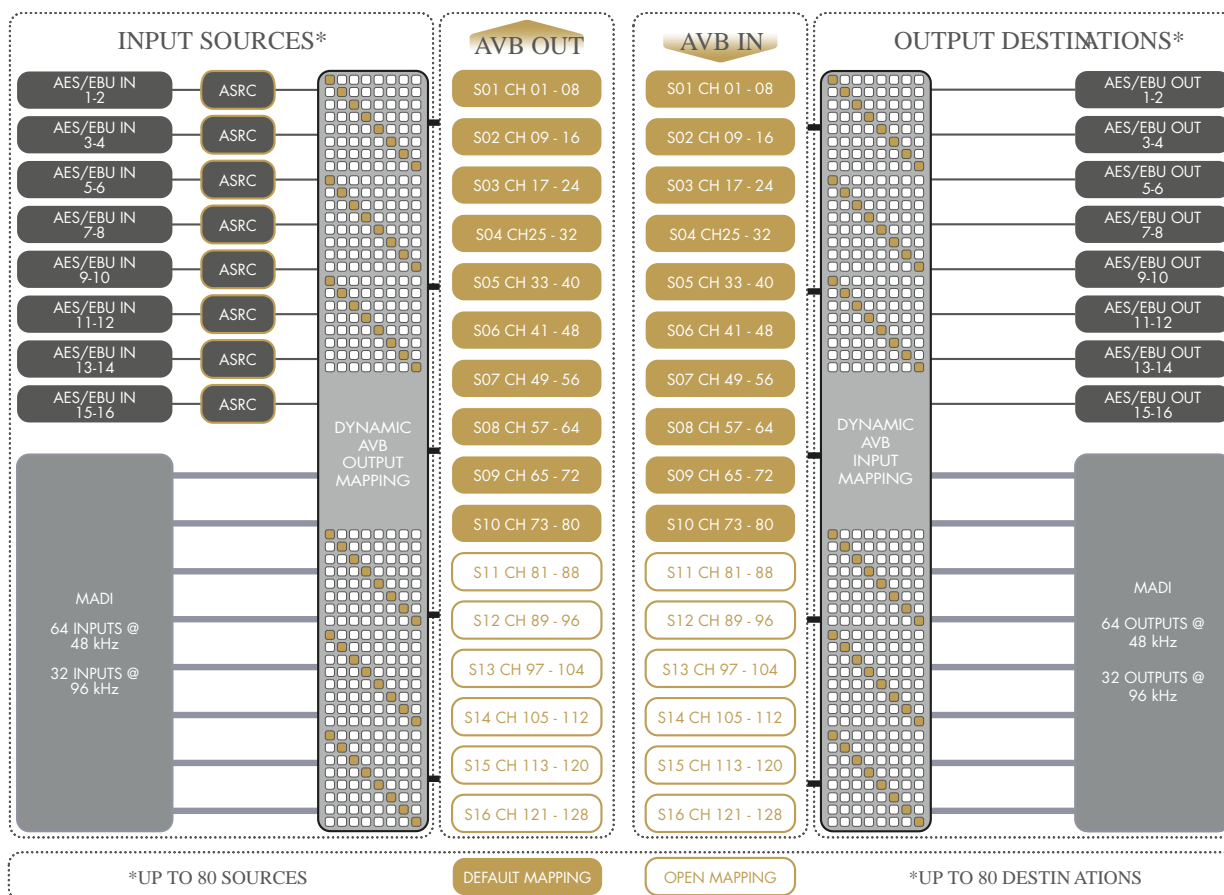 INPUT SOURCES*
AES/EBU IN
1-2
ASRC
AES/EBU IN
3-4
ASRC
AES/EBU IN
5-6
ASRC
AES/EBU IN
7-8
ASRC
AES/EBU IN
9-10
ASRC
AES/EBU IN
11-12
ASRC
AES/EBU IN
13-14
ASRC
AES/EBU IN
15-16
ASRC
MADI
64 INPUTS @
48 kHz
32 INPUTS @
96 kHz
DYNAMIC
AVB
OUTPUT
MAPPING
AVB OUT
S01 CH 01 - 08
S02 CH 09 - 16
S03 CH 17 - 24
S04 CH25 - 32
S05 CH 33 - 40
S06 CH 41 - 48
S07 CH 49 - 56
S08 CH 57 - 64
S09 CH 65 - 72
S10 CH 73 - 80
S11 CH 81 - 88
S12 CH 89 - 96
S13 CH 97 - 104
S14 CH 105 - 112
S15 CH 113 - 120
S16 CH 121 - 128
AVB IN
S01 CH 01 - 08
S02 CH 09 - 16
S03 CH 17 - 24
S04 CH25 - 32
S05 CH 33 - 40
S06 CH 41 - 48
S07 CH 49 - 56
S08 CH 57 - 64
S09 CH 65 - 72
S10 CH 73 - 80
S11 CH 81 - 88
S12 CH 89 - 96
S13 CH 97 - 104
S14 CH 105 - 112
S15 CH 113 - 120
S16 CH 121 - 128
OUTPUT DESTINATIONS*
DYNAMIC
AVB
INPUT
MAPPING
AES/EBU OUT
1-2
AES/EBU OUT
3-4
AES/EBU OUT
5-6
AES/EBU OUT
7-8
AES/EBU OUT
9-10
AES/EBU OUT
11-12
AES/EBU OUT
13-14
AES/EBU OUT
15-16
MADI
64 OUTPUTS @
48 kHz
32 OUTPUTS @
96 kHz
*UP TO 80 SOURCES
DEFAULT MAPPING
OPEN MAPPING
*UP TO 80 DESTIN ATIONS